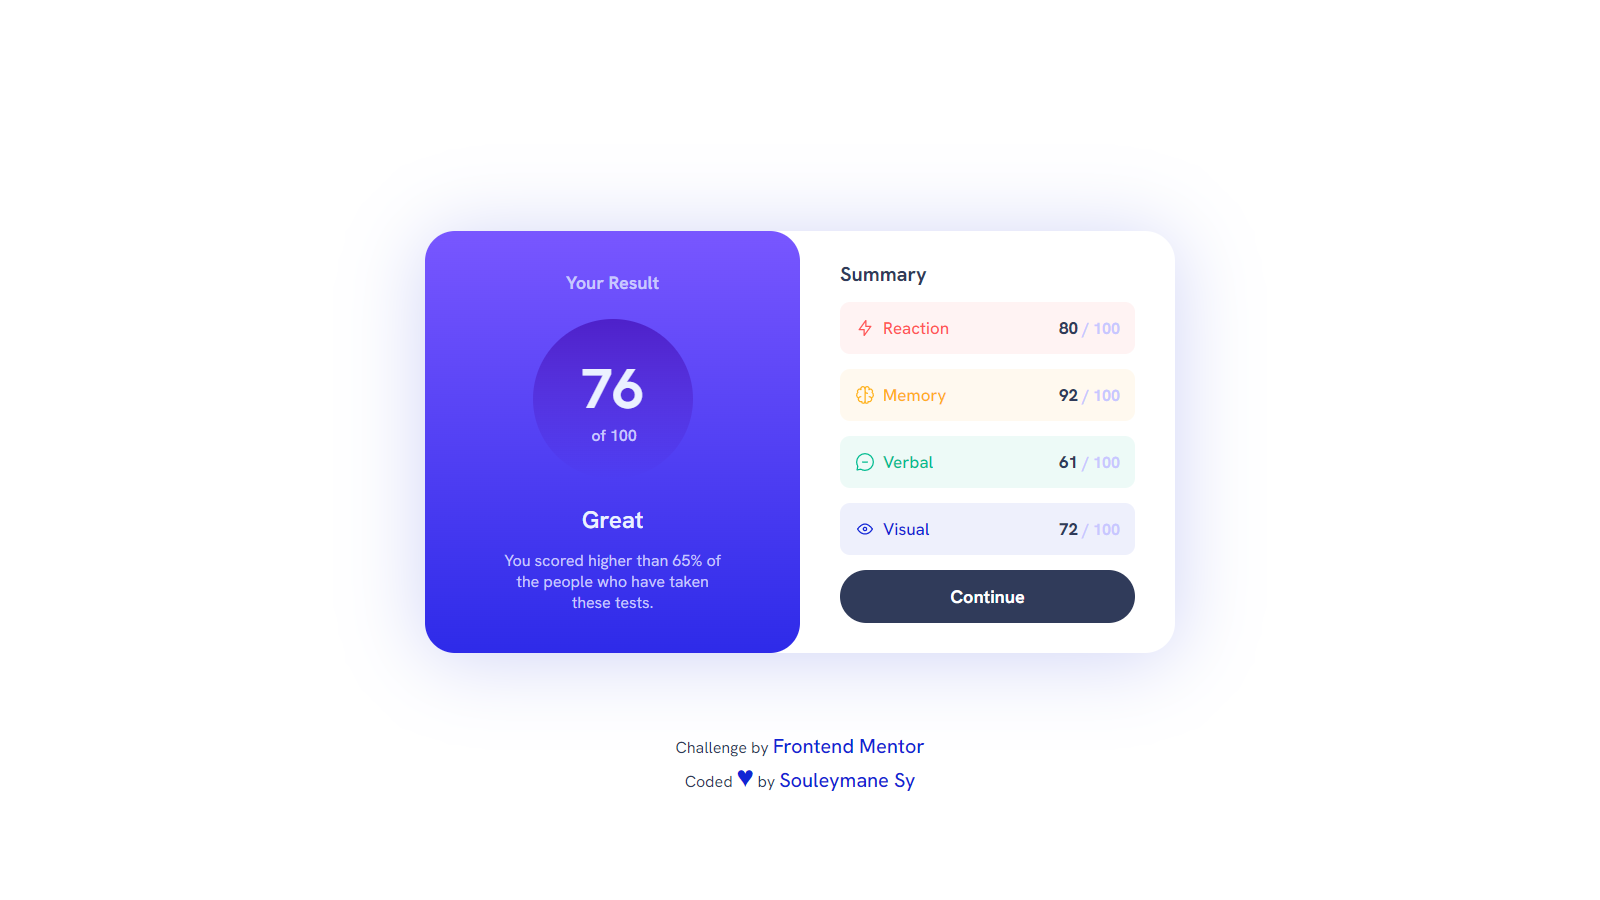 Your Result
76
of 100
Great
You scored higher than 65% of
the people who have taken
these tests.
Summary
Reaction 80 / 100
Memory 92 / 100
Verbal 61 / 100
Visual 72 / 100
Continue
Challenge by Frontend Mentor
Coded ♥ by Souleymane Sy